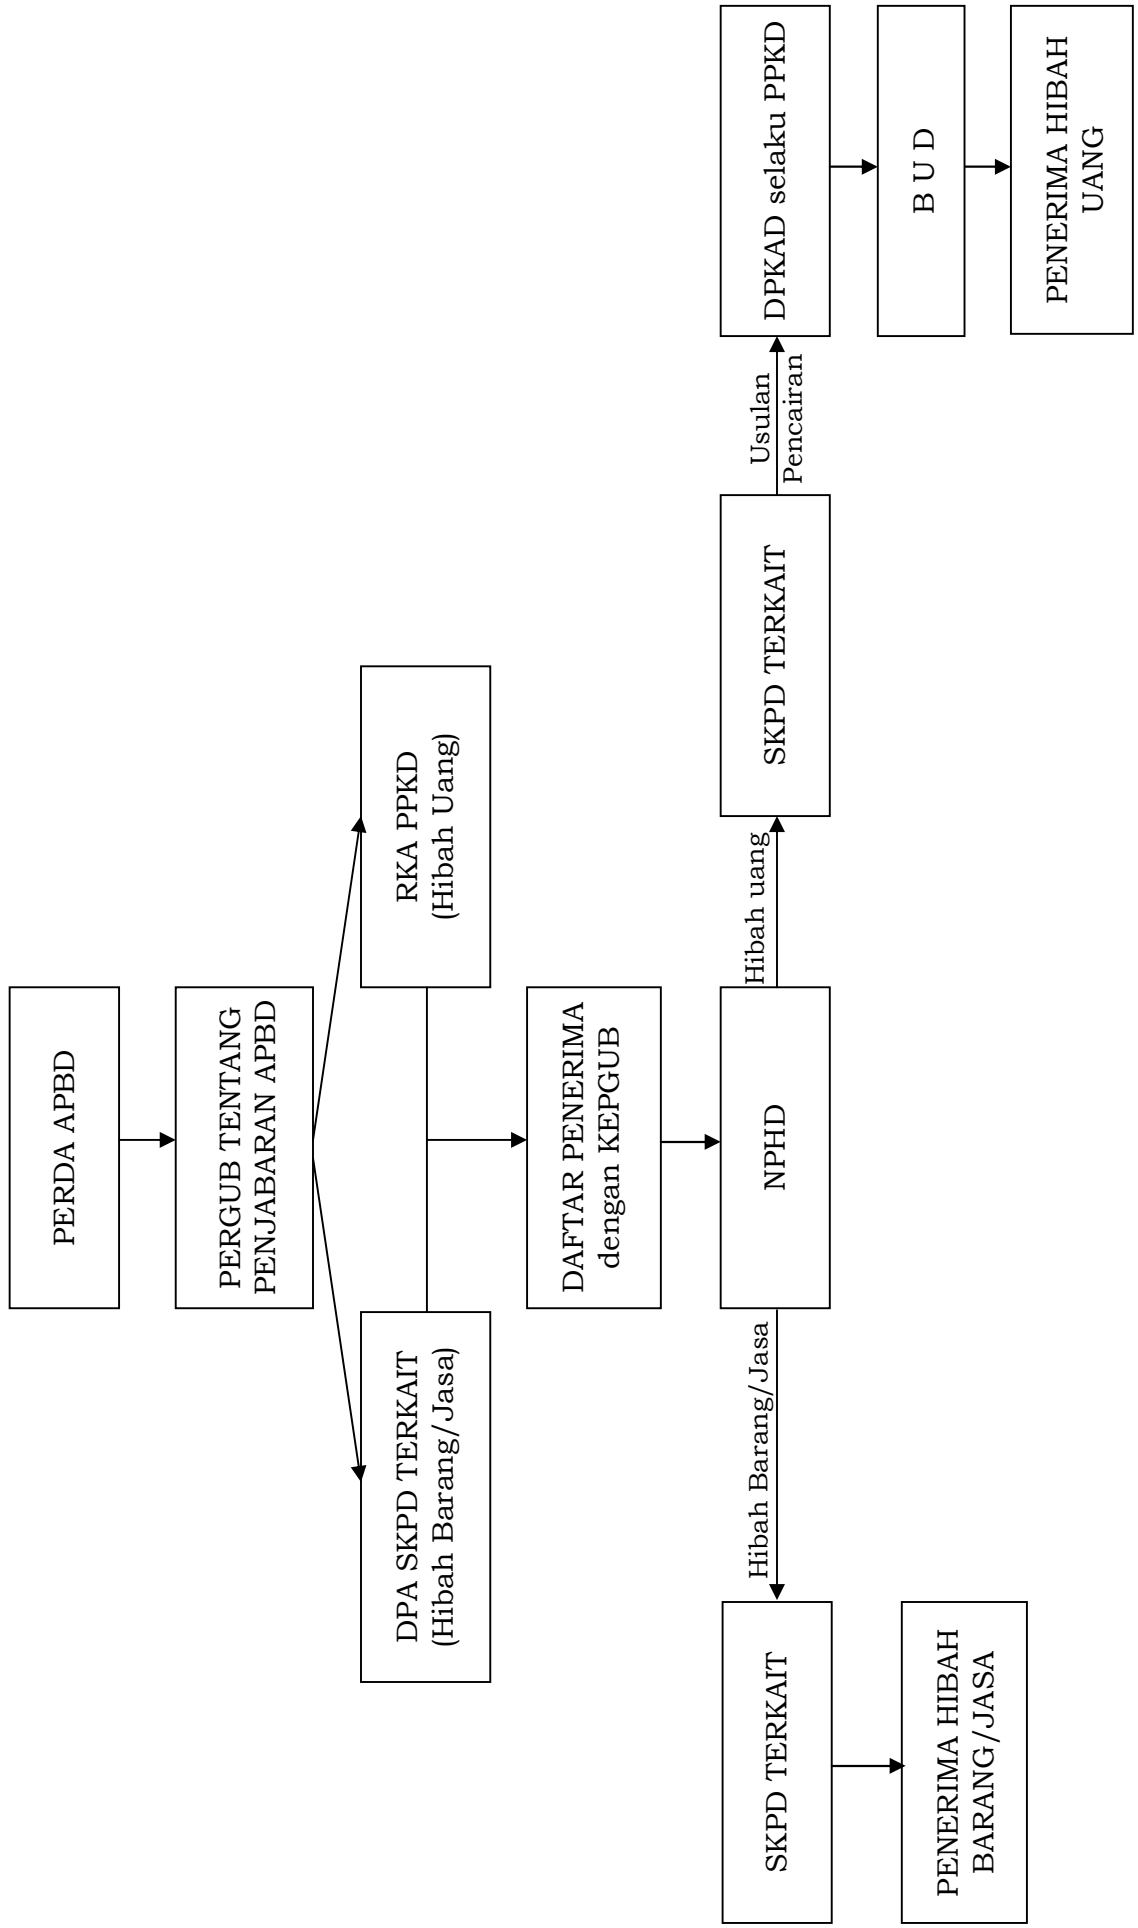 PERDA APBD
PERGUB TENTANG
PENJABARAN APBD
DPA SKPD TERKAIT
(Hibah Barang/Jasa)
RKA PPKD
(Hibah Uang)
DAFTAR PENERIMA
dengan KEPGUB
SKPD TERKAIT
Hibah Barang/Jasa
NPHD
Hibah uang
SKPD TERKAIT
Usulan
Pencairan
DPKAD selaku PPKD
PENERIMA HIBAH
BARANG/JASA
B U D
PENERIMA HIBAH
UANG